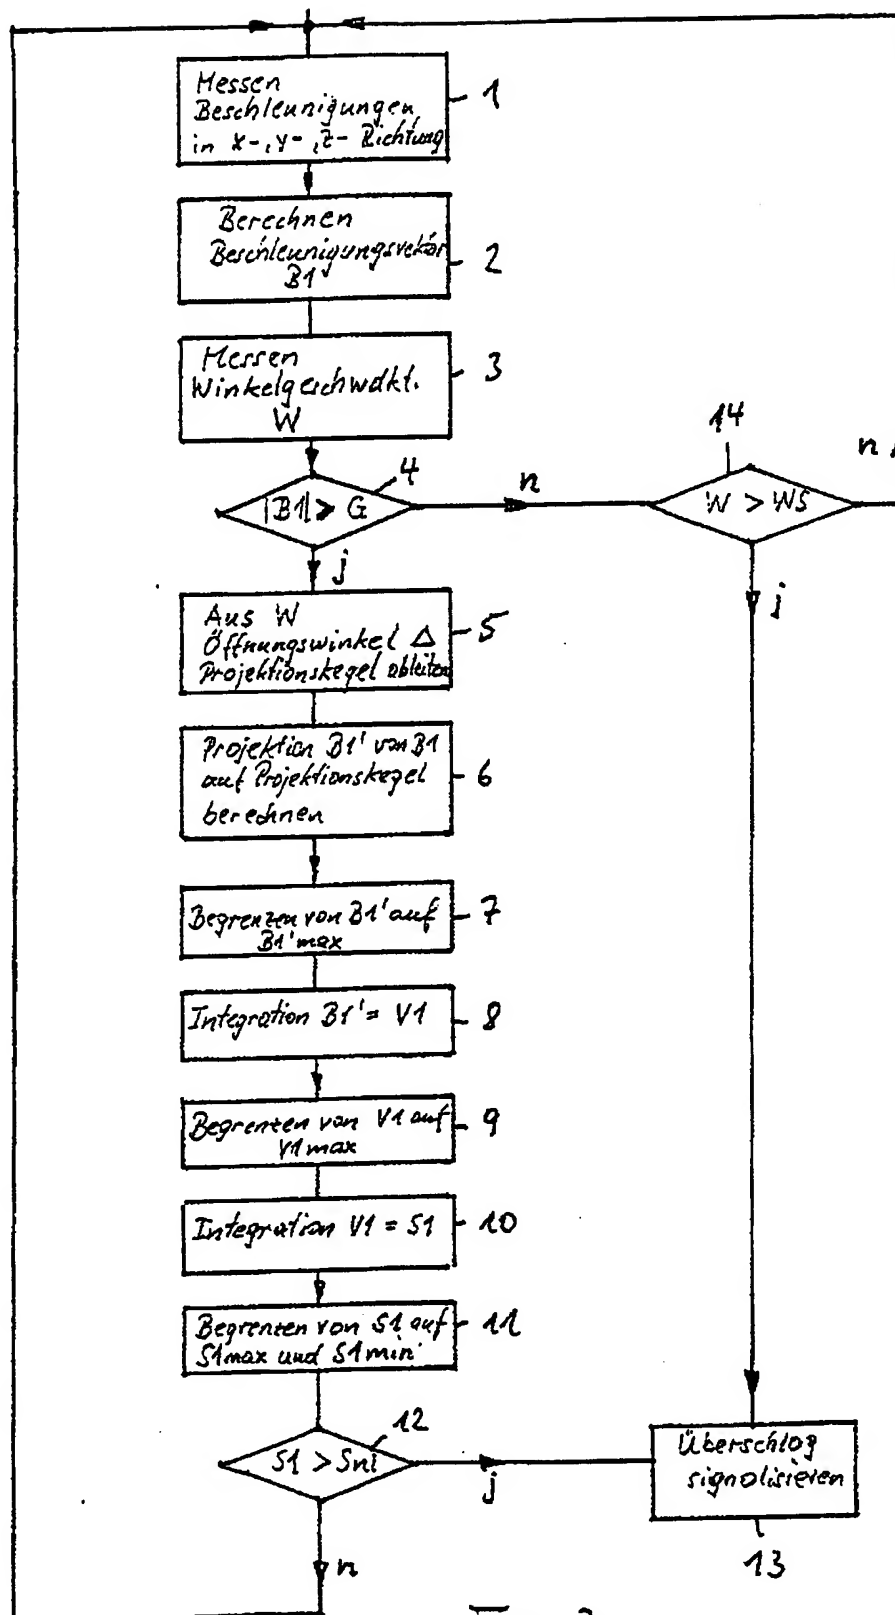 Messen
Beschleunigungen
in x-, y-, z- Richtung
1
Berechnen
Beschleunigungsvektor
B1
2
Messen
Winkelgeschwdkt.
W
3
|B1| > G
4
n
14
W > WS
n
j
j
Aus W
Öffnungswinkel Δ
Projektionskegel ableiten
5
Projektion B1' von B1
auf Projektionskegel
berechnen
6
Begrenzen von B1' auf
B1'max
7
Integration B1' = V1
8
Begrenzen von V1 auf
V1max
9
Integration V1 = S1
10
Begrenzen von S1 auf
S1max und S1min
11
12
S1 > Sni
j
Überschlag
signalisieren
13
n